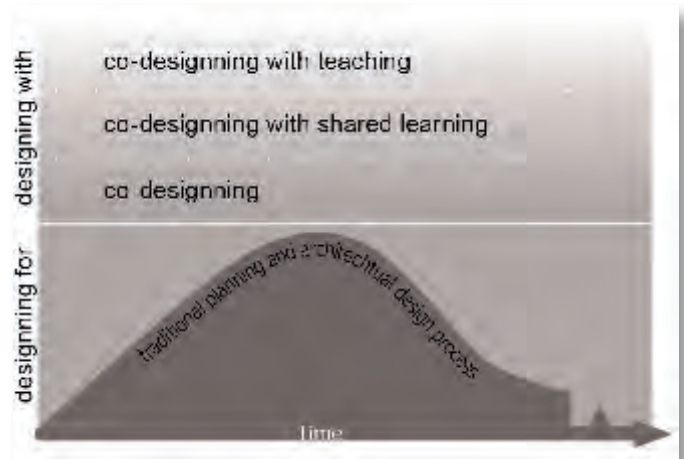 co-designning with teaching
co-designning with shared learning
co-designning
designing with
designning for
traditional planning and architechtual design process
Time